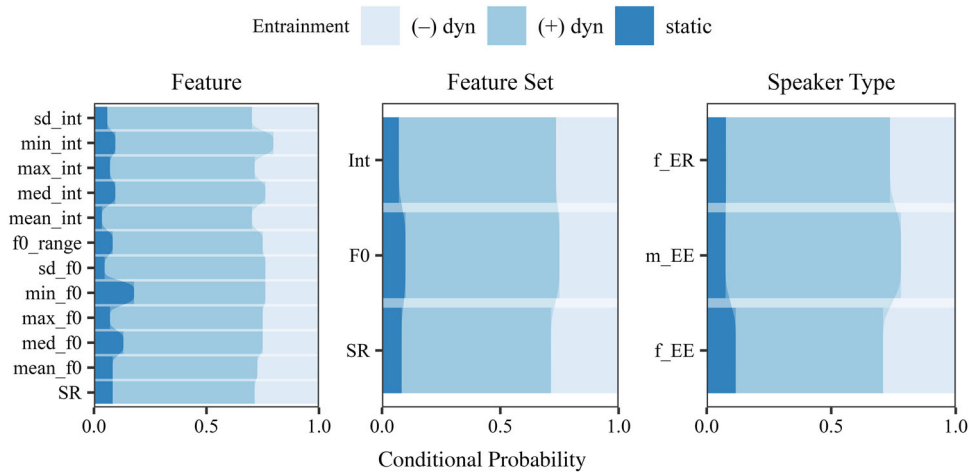 Entrainment (–) dyn (+) dyn static
Feature Feature Set Speaker Type
sd_int
min_int
max_int
med_int
mean_int
f0_range
sd_f0
min_f0
max_f0
med_f0
mean_f0
SR
0.0 0.5 1.0
Int
F0
SR
0.0 0.5 1.0
f_ER
m_EE
f_EE
0.0 0.5 1.0
Conditional Probability